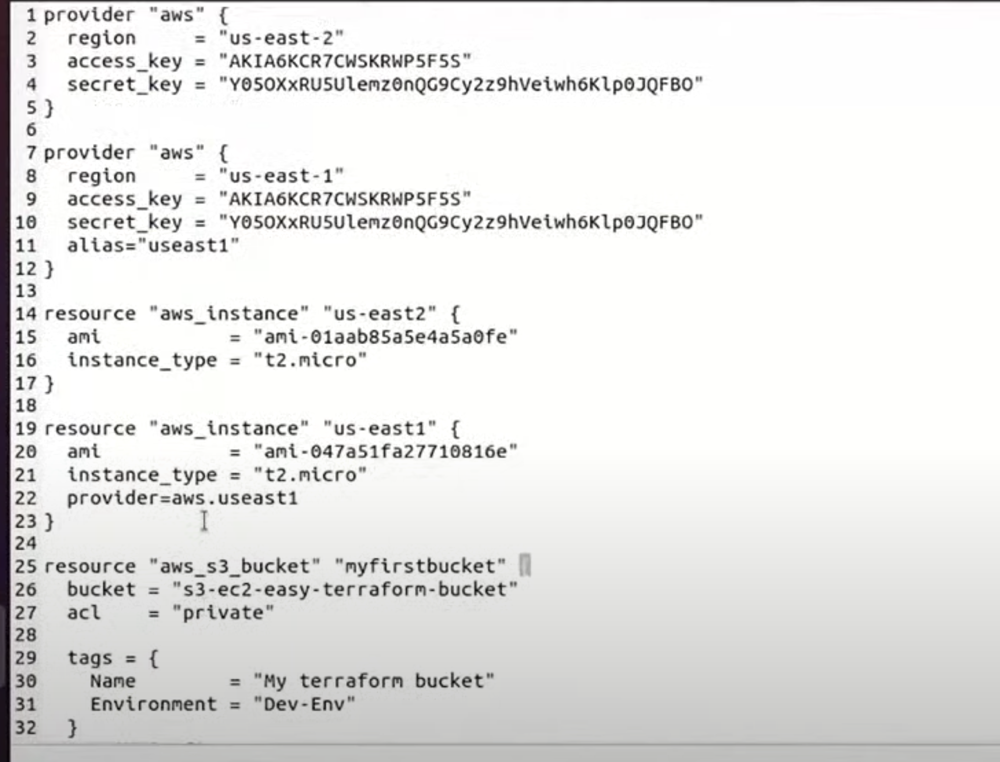 1 provider "aws" {
2 region = "us-east-2"
3 access_key = "AKIA6KCR7CWSKRWP5F5S"
4 secret_key = "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"
5 }
6
7 provider "aws" {
8 region = "us-east-1"
9 access_key = "AKIA6KCR7CWSKRWP5F5S"
10 secret_key = "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"
11 alias="useast1"
12 }
13
14 resource "aws_instance" "us-east2" {
15 ami = "ami-01aab85a5e4a5a0fe"
16 instance_type = "t2.micro"
17 }
18
19 resource "aws_instance" "us-east1" {
20 ami = "ami-047a51fa27710816e"
21 instance_type = "t2.micro"
22 provider=aws.useast1
23 }
24
25 resource "aws_s3_bucket" "myfirstbucket"
26 bucket = "s3-ec2-easy-terraform-bucket"
27 acl = "private"
28
29 tags = {
30 Name = "My terraform bucket"
31 Environment = "Dev-Env"
32 }